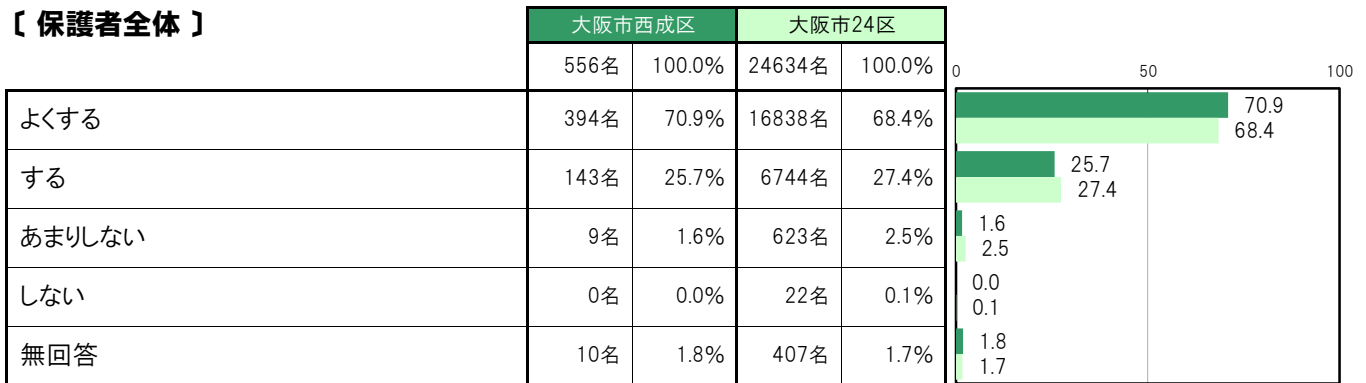 〔 保護者全体 〕
大阪市西成区 大阪市24区
556名 100.0% 24634名 100.0%
0 50 100
よくする 394名 70.9% 16838名 68.4%
70.9
68.4
する 143名 25.7% 6744名 27.4%
25.7
27.4
あまりしない 9名 1.6% 623名 2.5%
1.6
2.5
しない 0名 0.0% 22名 0.1%
0.0
0.1
無回答 10名 1.8% 407名 1.7%
1.8
1.7